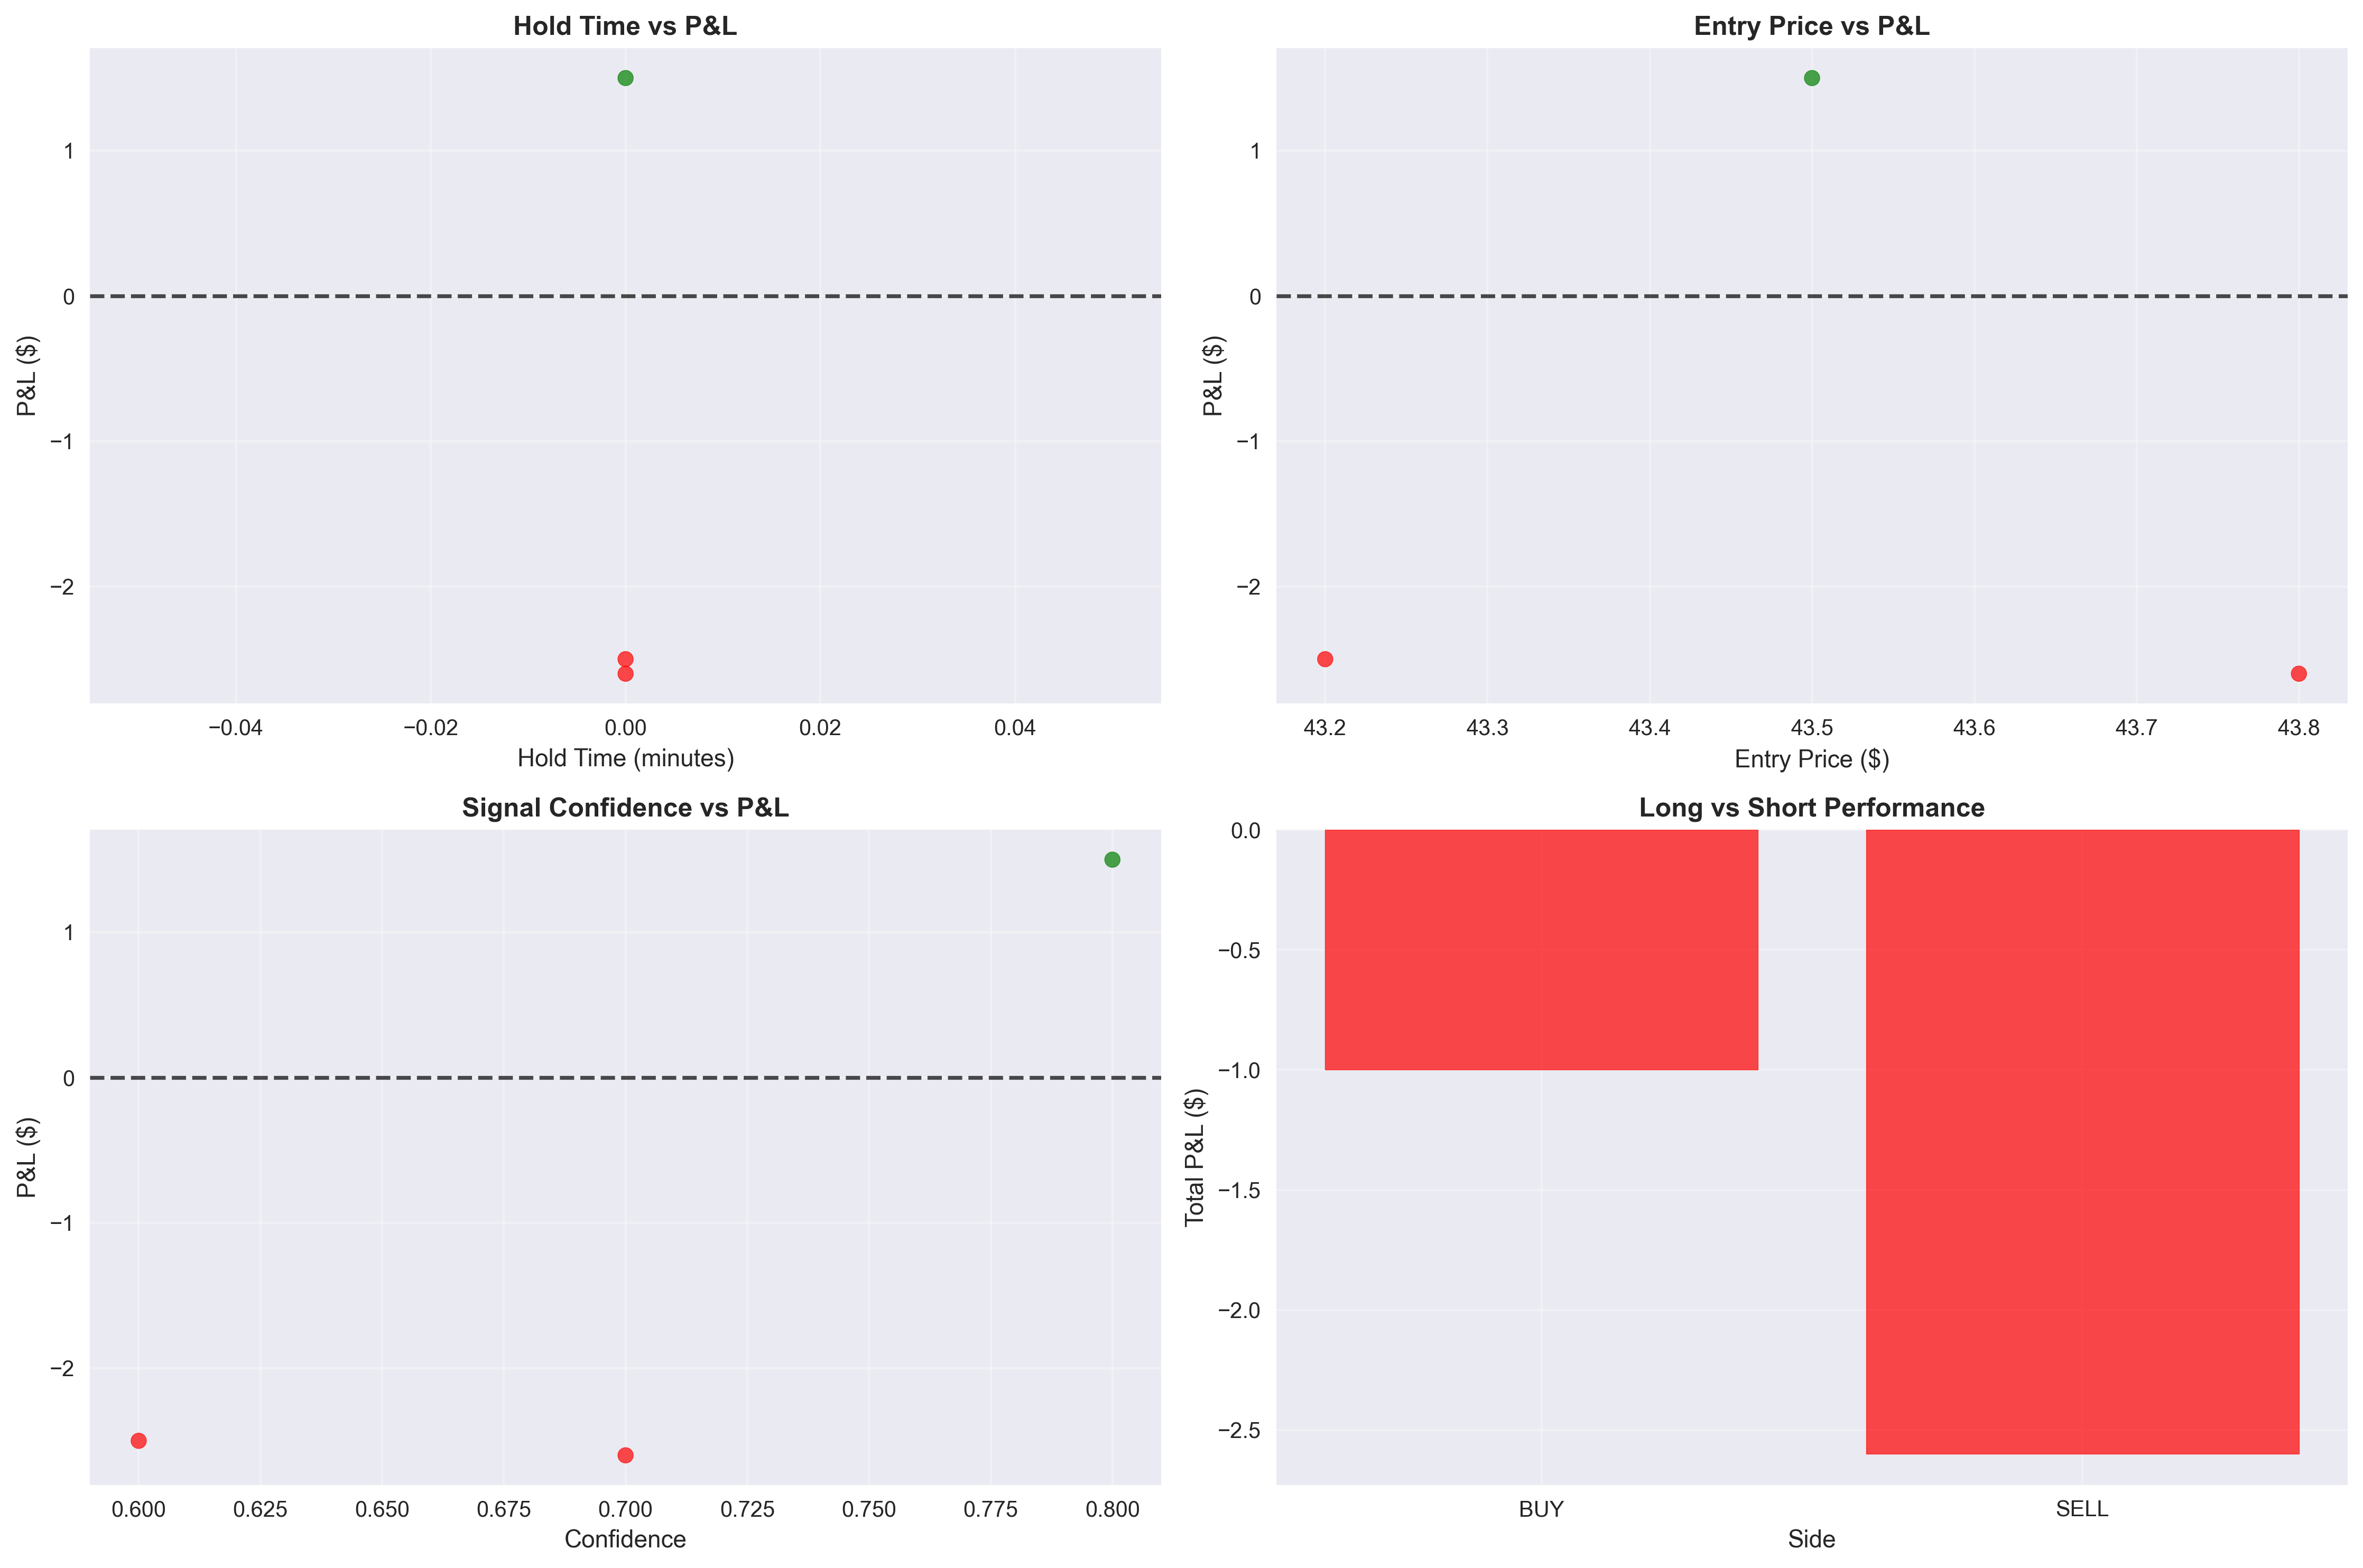 Hold Time vs P&L
P&L ($)
1
0
−1
−2
−0.04 −0.02 0.00 0.02 0.04
Hold Time (minutes)
Entry Price vs P&L
P&L ($)
1
0
−1
−2
43.2 43.3 43.4 43.5 43.6 43.7 43.8
Entry Price ($)
Signal Confidence vs P&L
P&L ($)
1
0
−1
−2
0.600 0.625 0.650 0.675 0.700 0.725 0.750 0.775 0.800
Confidence
Long vs Short Performance
Total P&L ($)
0.0
−0.5
−1.0
−1.5
−2.0
−2.5
BUY SELL
Side